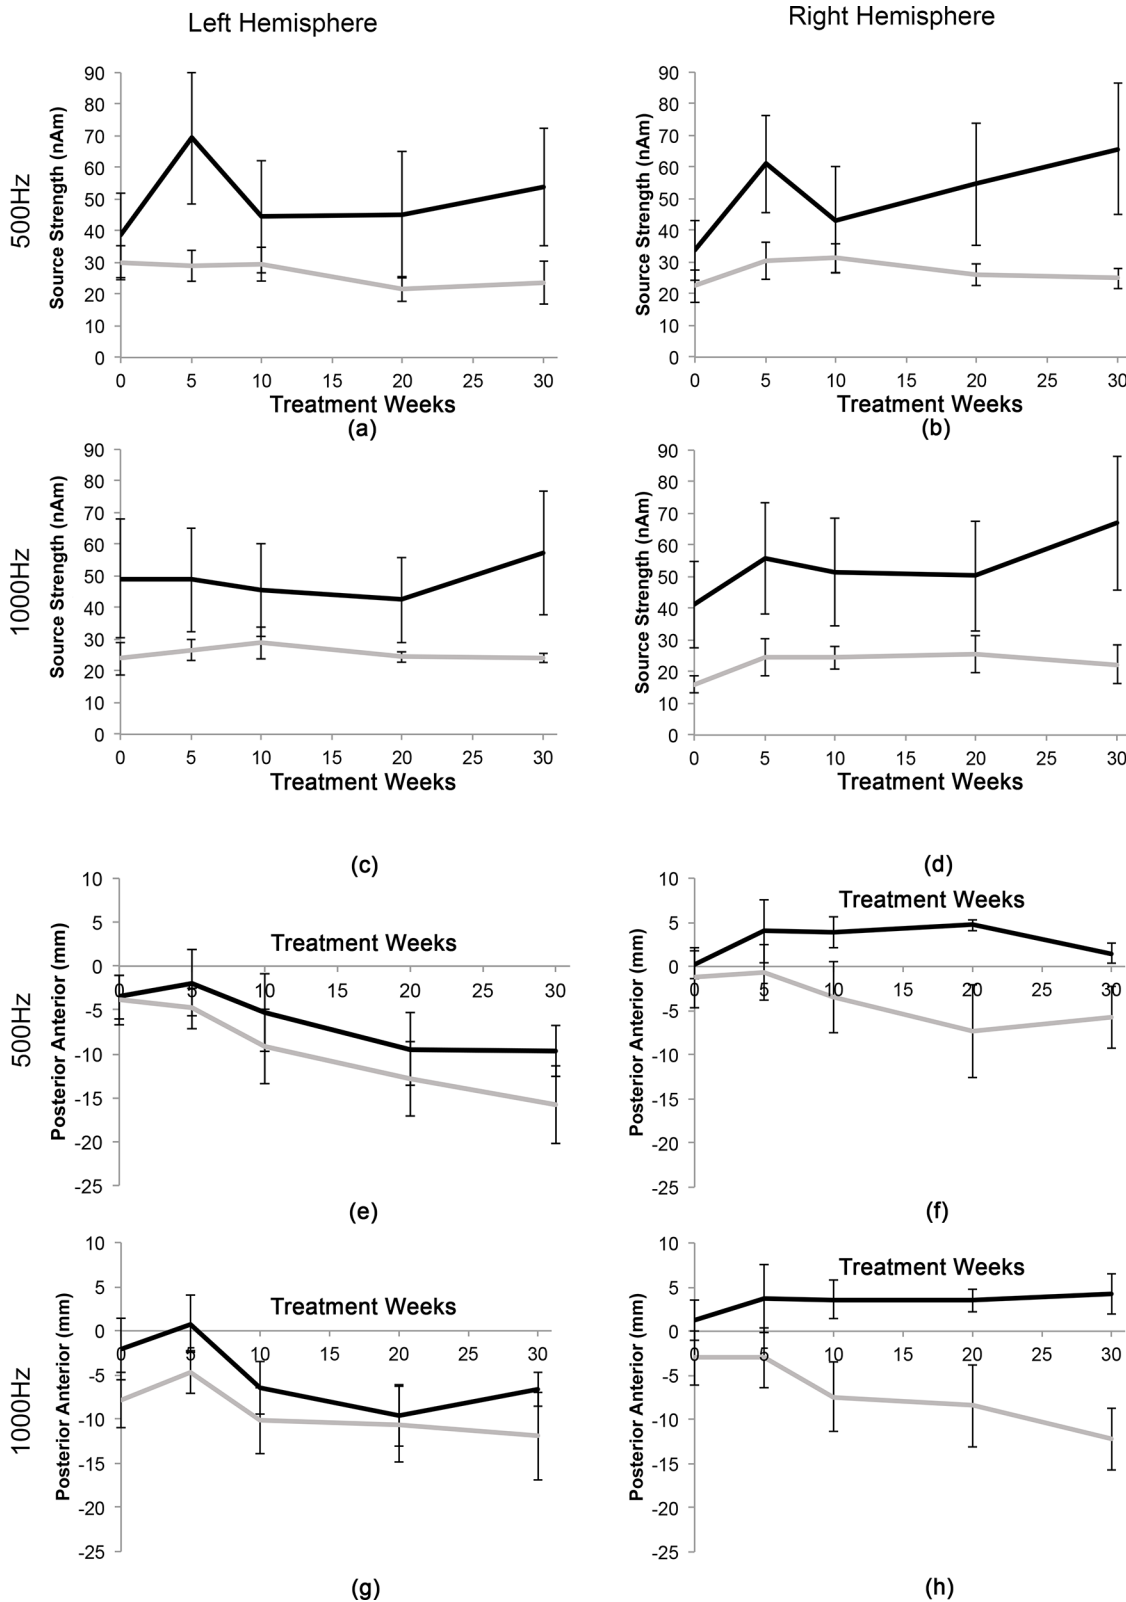 Left Hemisphere
Right Hemisphere
500Hz
Source Strength (nAm)
90
80
70
60
50
40
30
20
10
0
0 5 10 15 20 25 30
Treatment Weeks
(a)
Source Strength (nAm)
90
80
70
60
50
40
30
20
10
0
0 5 10 15 20 25 30
Treatment Weeks
(b)
1000Hz
Source Strength (nAm)
90
80
70
60
50
40
30
20
10
0
0 5 10 15 20 25 30
Treatment Weeks
(c)
Source Strength (nAm)
90
80
70
60
50
40
30
20
10
0
0 5 10 15 20 25 30
Treatment Weeks
(d)
500Hz
Posterior Anterior (mm)
10
5
0
-5
-10
-15
-20
-25
Treatment Weeks
0 5 10 15 20 25 30
(e)
Posterior Anterior (mm)
10
5
0
-5
-10
-15
-20
-25
Treatment Weeks
0 5 10 15 20 25 30
(f)
1000Hz
Posterior Anterior (mm)
10
5
0
-5
-10
-15
-20
-25
Treatment Weeks
0 5 10 15 20 25 30
(g)
Posterior Anterior (mm)
10
5
0
-5
-10
-15
-20
-25
Treatment Weeks
0 5 10 15 20 25 30
(h)